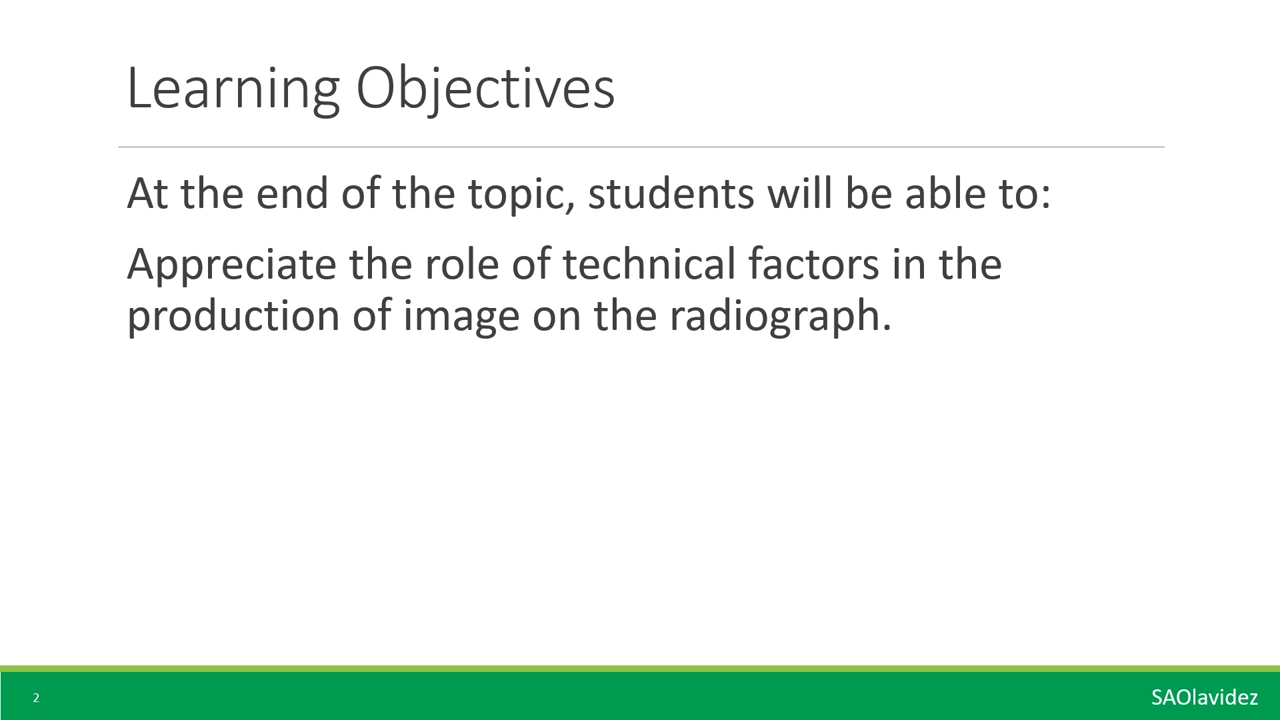 Learning Objectives
At the end of the topic, students will be able to:
Appreciate the role of technical factors in the
production of image on the radiograph.
2
SAOlavidez